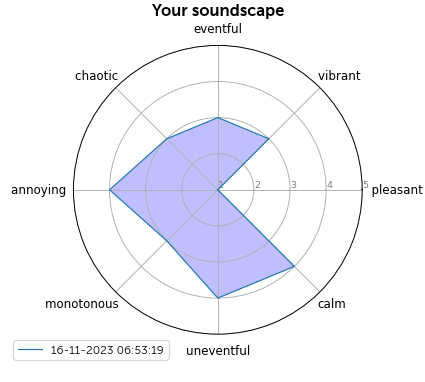 Your soundscape
eventful
chaotic
vibrant
annoying
1
2
3
4
5
pleasant
monotonous
calm
uneventful
16-11-2023 06:53:19